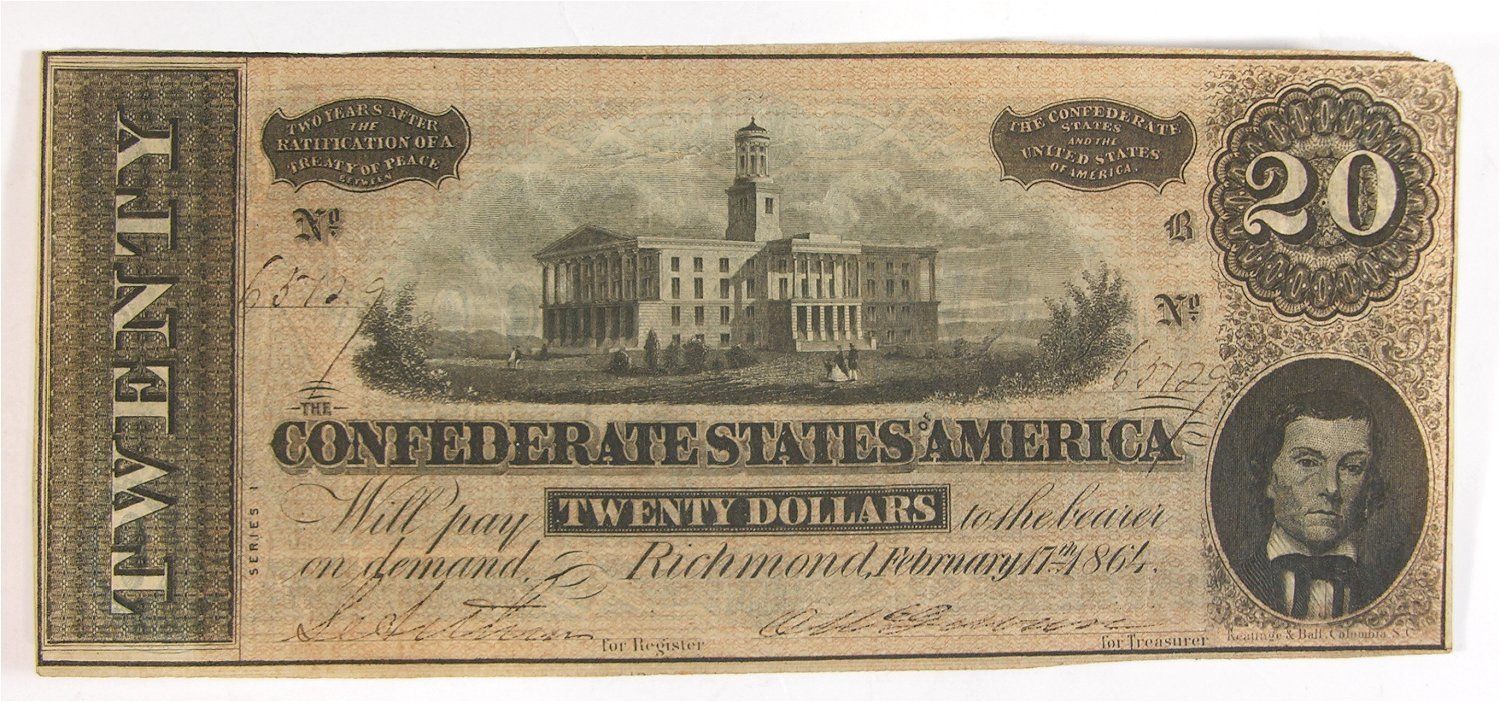 TWENTY
TWO YEARS AFTER
THE
RATIFICATION OF A
TREATY OF PEACE
BETWEEN
THE CONFEDERATE
STATES
AND THE
UNITED STATES
OF AMERICA.
20
No
B
65729
No
65729
THE
CONFEDERATE STATES OF AMERICA
Will pay TWENTY DOLLARS to the bearer
on demand. Richmond, February 17th 1864.
SERIES 1
for Register
for Treasurer
Keatinge & Ball, Columbia, S.C.